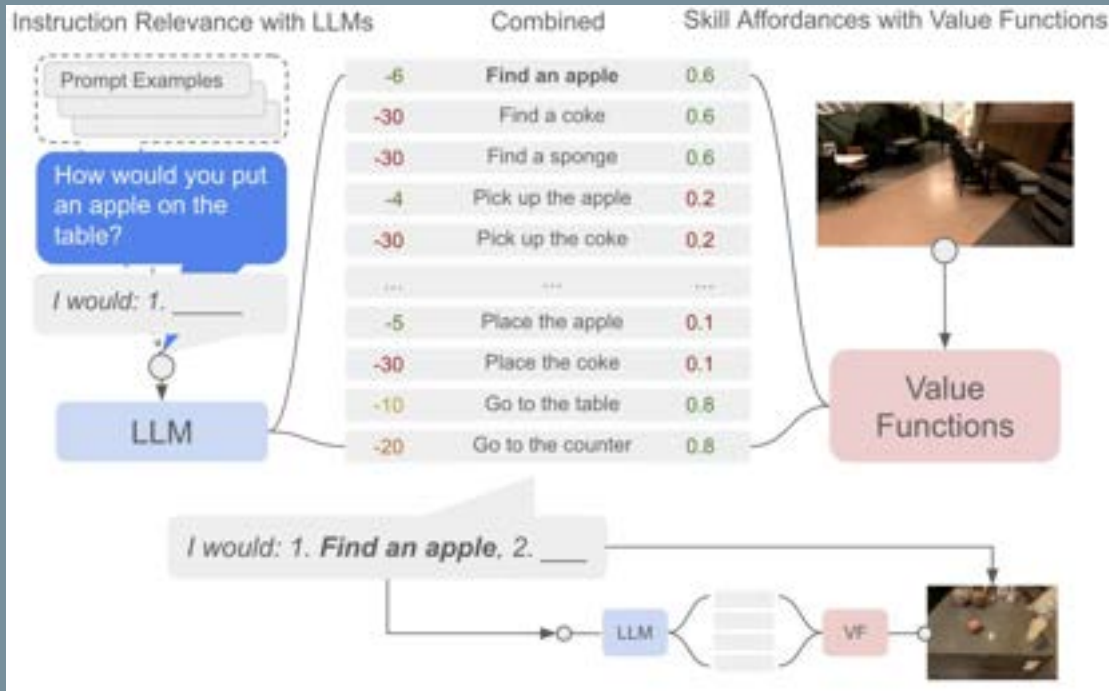 Instruction Relevance with LLMs
Combined
Skill Affordances with Value Functions
Prompt Examples
How would you put
an apple on the
table?
I would: 1. _____
LLM
-6 Find an apple 0.6
-30 Find a coke 0.6
-30 Find a sponge 0.6
-4 Pick up the apple 0.2
-30 Pick up the coke 0.2
... ... ...
-5 Place the apple 0.1
-30 Place the coke 0.1
-10 Go to the table 0.8
-20 Go to the counter 0.8
Value
Functions
I would: 1. Find an apple, 2. ___
LLM
VF